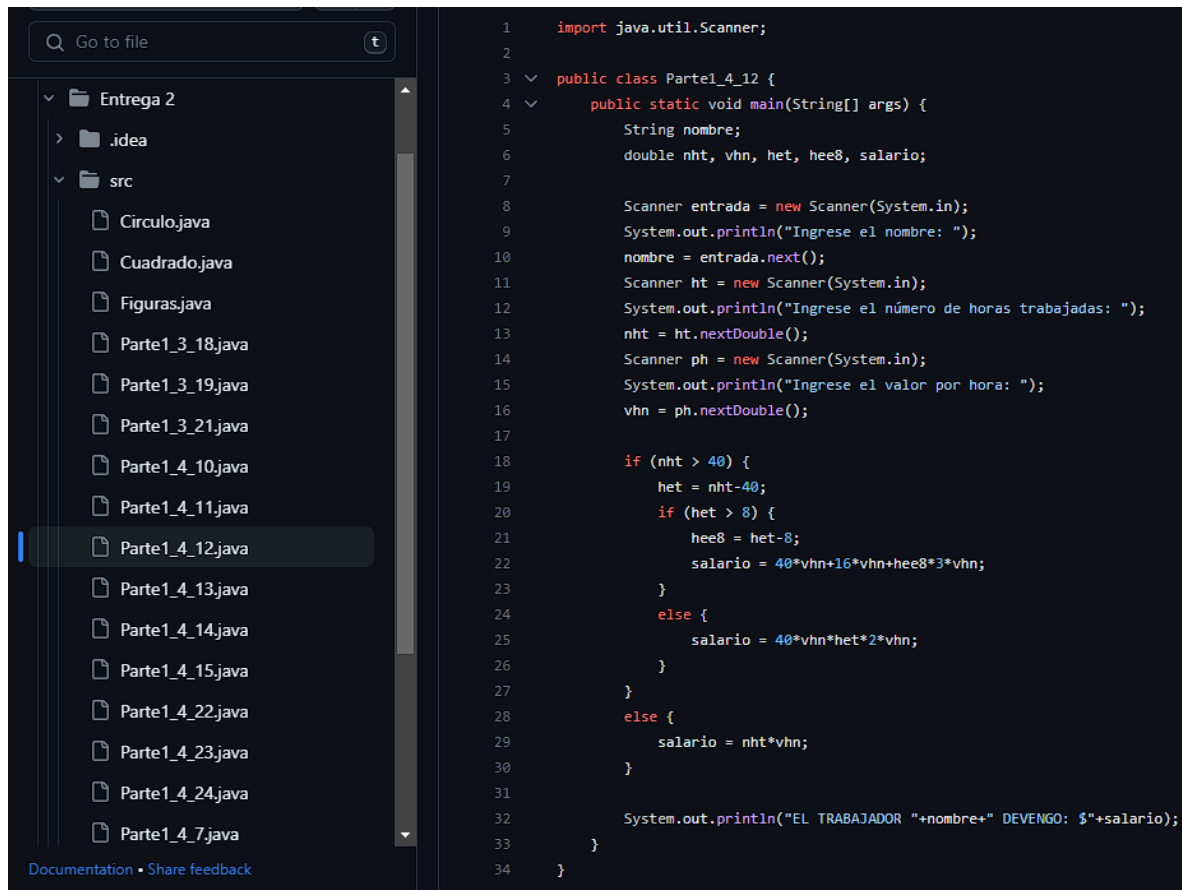 Go to file
t
Entrega 2
.idea
src
Circulo.java
Cuadrado.java
Figuras.java
Parte1_3_18.java
Parte1_3_19.java
Parte1_3_21.java
Parte1_4_10.java
Parte1_4_11.java
Parte1_4_12.java
Parte1_4_13.java
Parte1_4_14.java
Parte1_4_15.java
Parte1_4_22.java
Parte1_4_23.java
Parte1_4_24.java
Parte1_4_7.java
Documentation • Share feedback
1 import java.util.Scanner;
2
3 public class Parte1_4_12 {
4     public static void main(String[] args) {
5         String nombre;
6         double nht, vhn, het, hee8, salario;
7
8         Scanner entrada = new Scanner(System.in);
9         System.out.println("Ingrese el nombre: ");
10         nombre = entrada.next();
11         Scanner ht = new Scanner(System.in);
12         System.out.println("Ingrese el número de horas trabajadas: ");
13         nht = ht.nextDouble();
14         Scanner ph = new Scanner(System.in);
15         System.out.println("Ingrese el valor por hora: ");
16         vhn = ph.nextDouble();
17
18         if (nht > 40) {
19             het = nht-40;
20             if (het > 8) {
21                 hee8 = het-8;
22                 salario = 40*vhn+16*vhn+hee8*3*vhn;
23             }
24             else {
25                 salario = 40*vhn*het*2*vhn;
26             }
27         }
28         else {
29             salario = nht*vhn;
30         }
31
32         System.out.println("EL TRABAJADOR "+nombre+" DEVENGO: $"+salario);
33     }
34 }